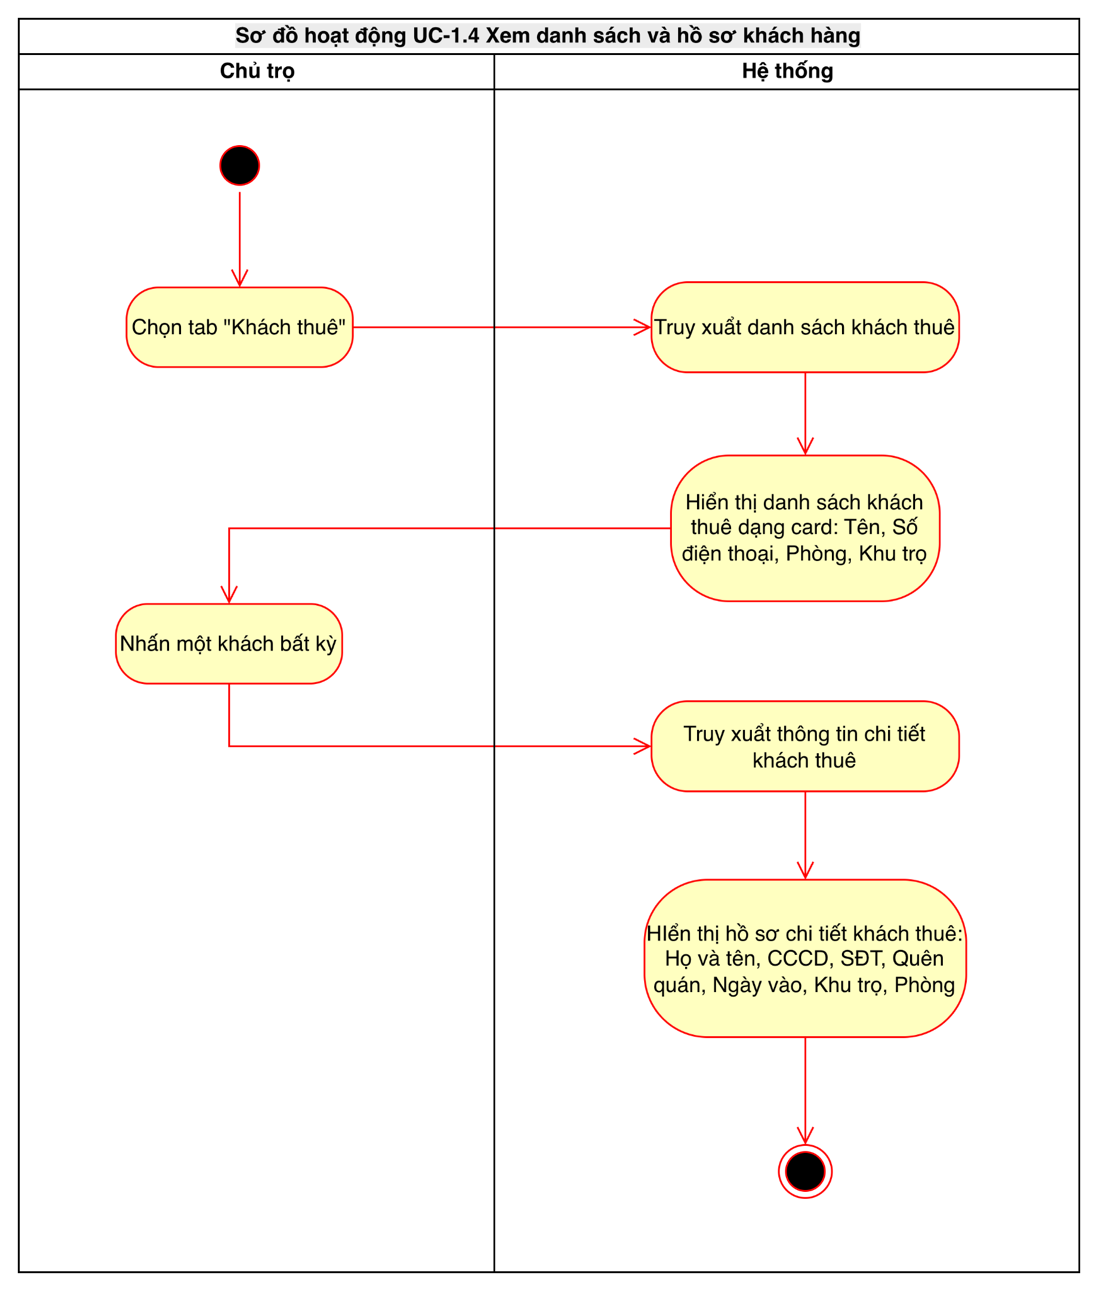 Sơ đồ hoạt động UC-1.4 Xem danh sách và hồ sơ khách hàng
Chủ trọ
Hệ thống
Chọn tab "Khách thuê"
Truy xuất danh sách khách thuê
Hiển thị danh sách khách
thuê dạng card: Tên, Số
điện thoại, Phòng, Khu trọ
Nhấn một khách bất kỳ
Truy xuất thông tin chi tiết
khách thuê
HIển thị hồ sơ chi tiết khách thuê:
Họ và tên, CCCD, SĐT, Quên
quán, Ngày vào, Khu trọ, Phòng